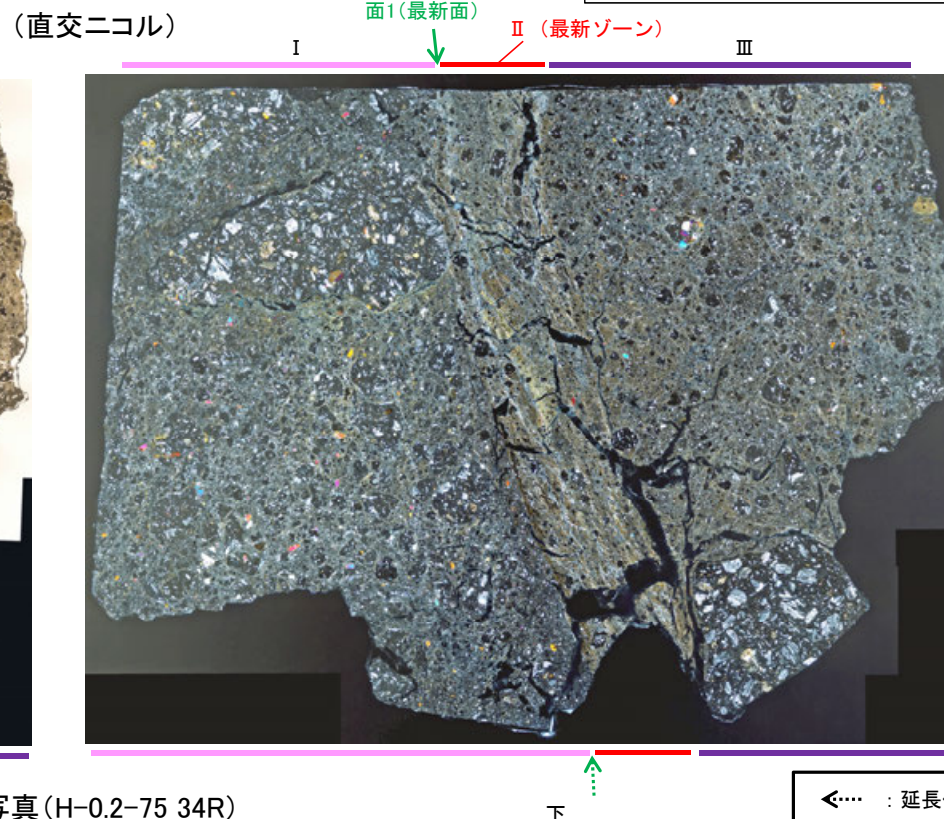 面1(最新面)
(直交ニコル)
Ⅱ (最新ゾーン)
Ⅰ
Ⅲ
写真(H-0.2-75 34R)
下
:延長